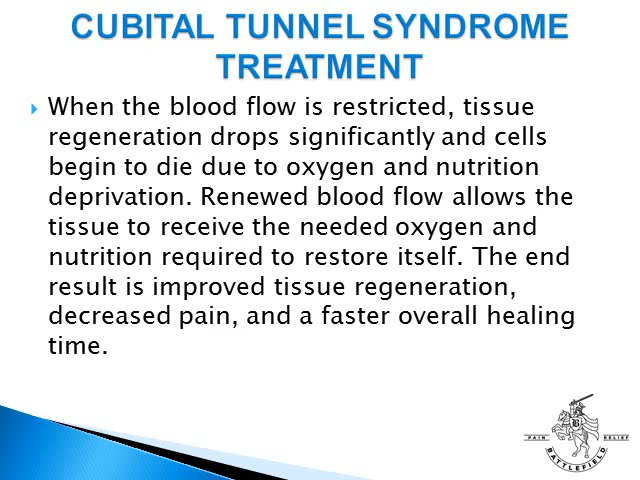 CUBITAL TUNNEL SYNDROME
TREATMENT
When the blood flow is restricted, tissue
regeneration drops significantly and cells
begin to die due to oxygen and nutrition
deprivation. Renewed blood flow allows the
tissue to receive the needed oxygen and
nutrition required to restore itself. The end
result is improved tissue regeneration,
decreased pain, and a faster overall healing
time.
B
PAIN RELIEF
BATTLEFIELD